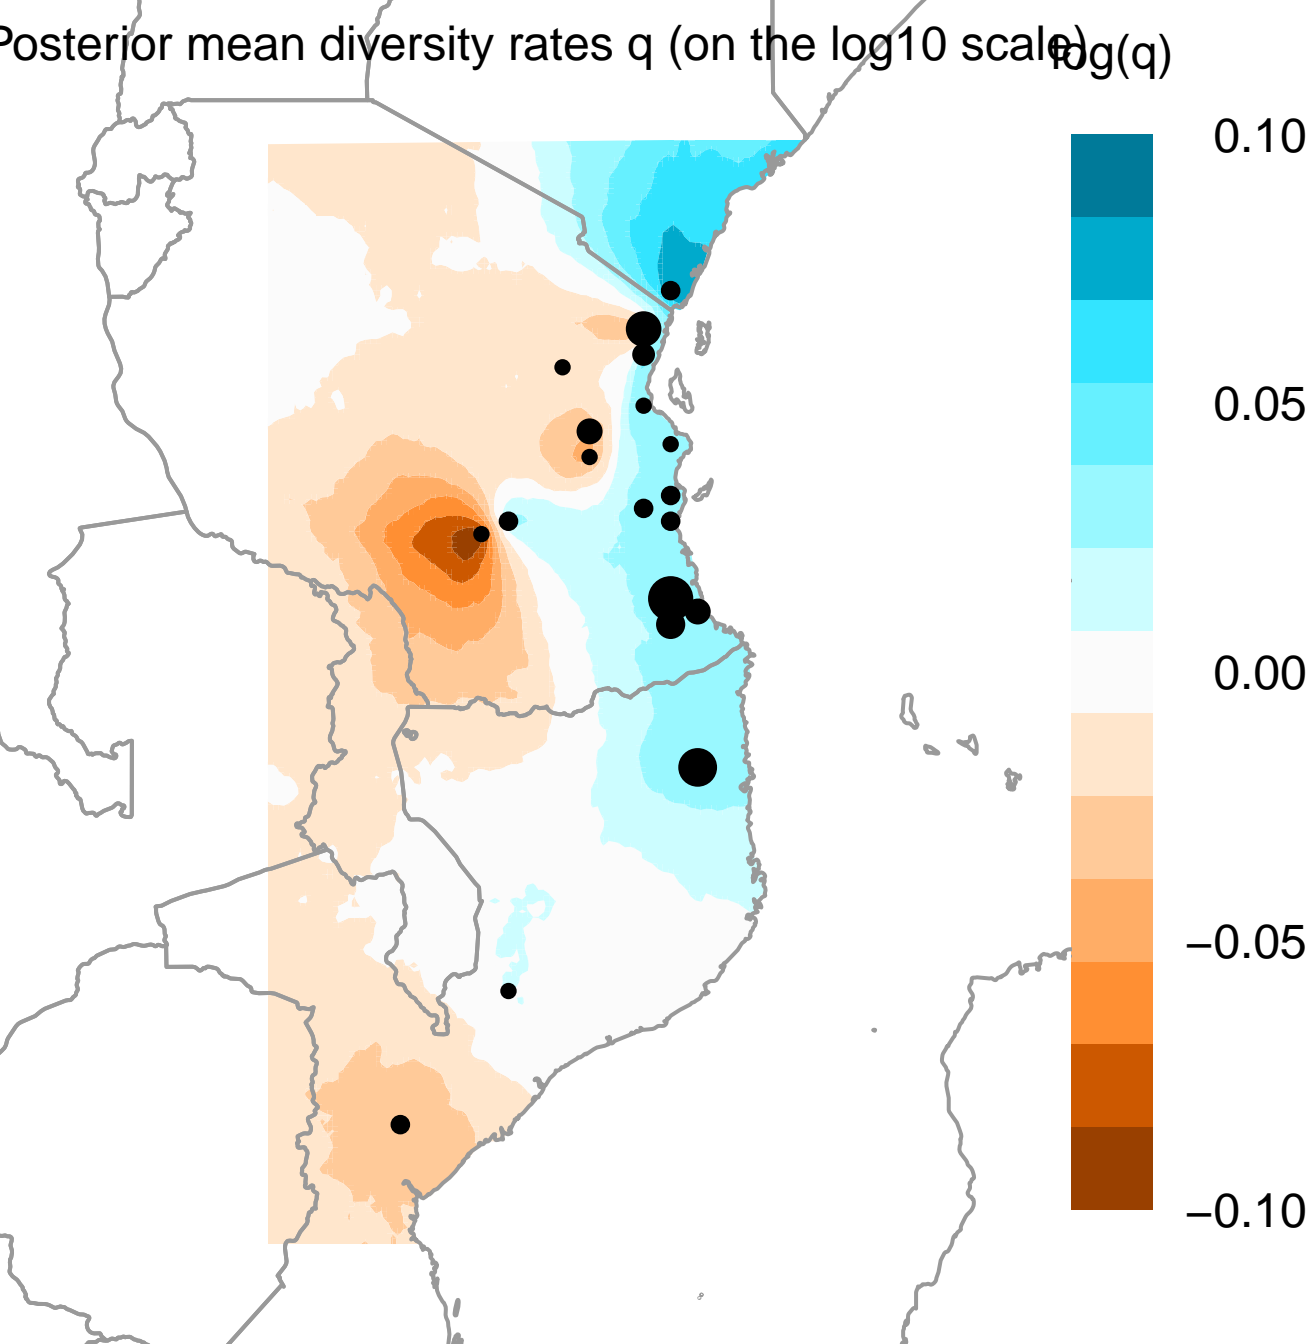 Posterior mean diversity rates q (on the log10 scale)
log(q)
0.10
0.05
0.00
−0.05
−0.10